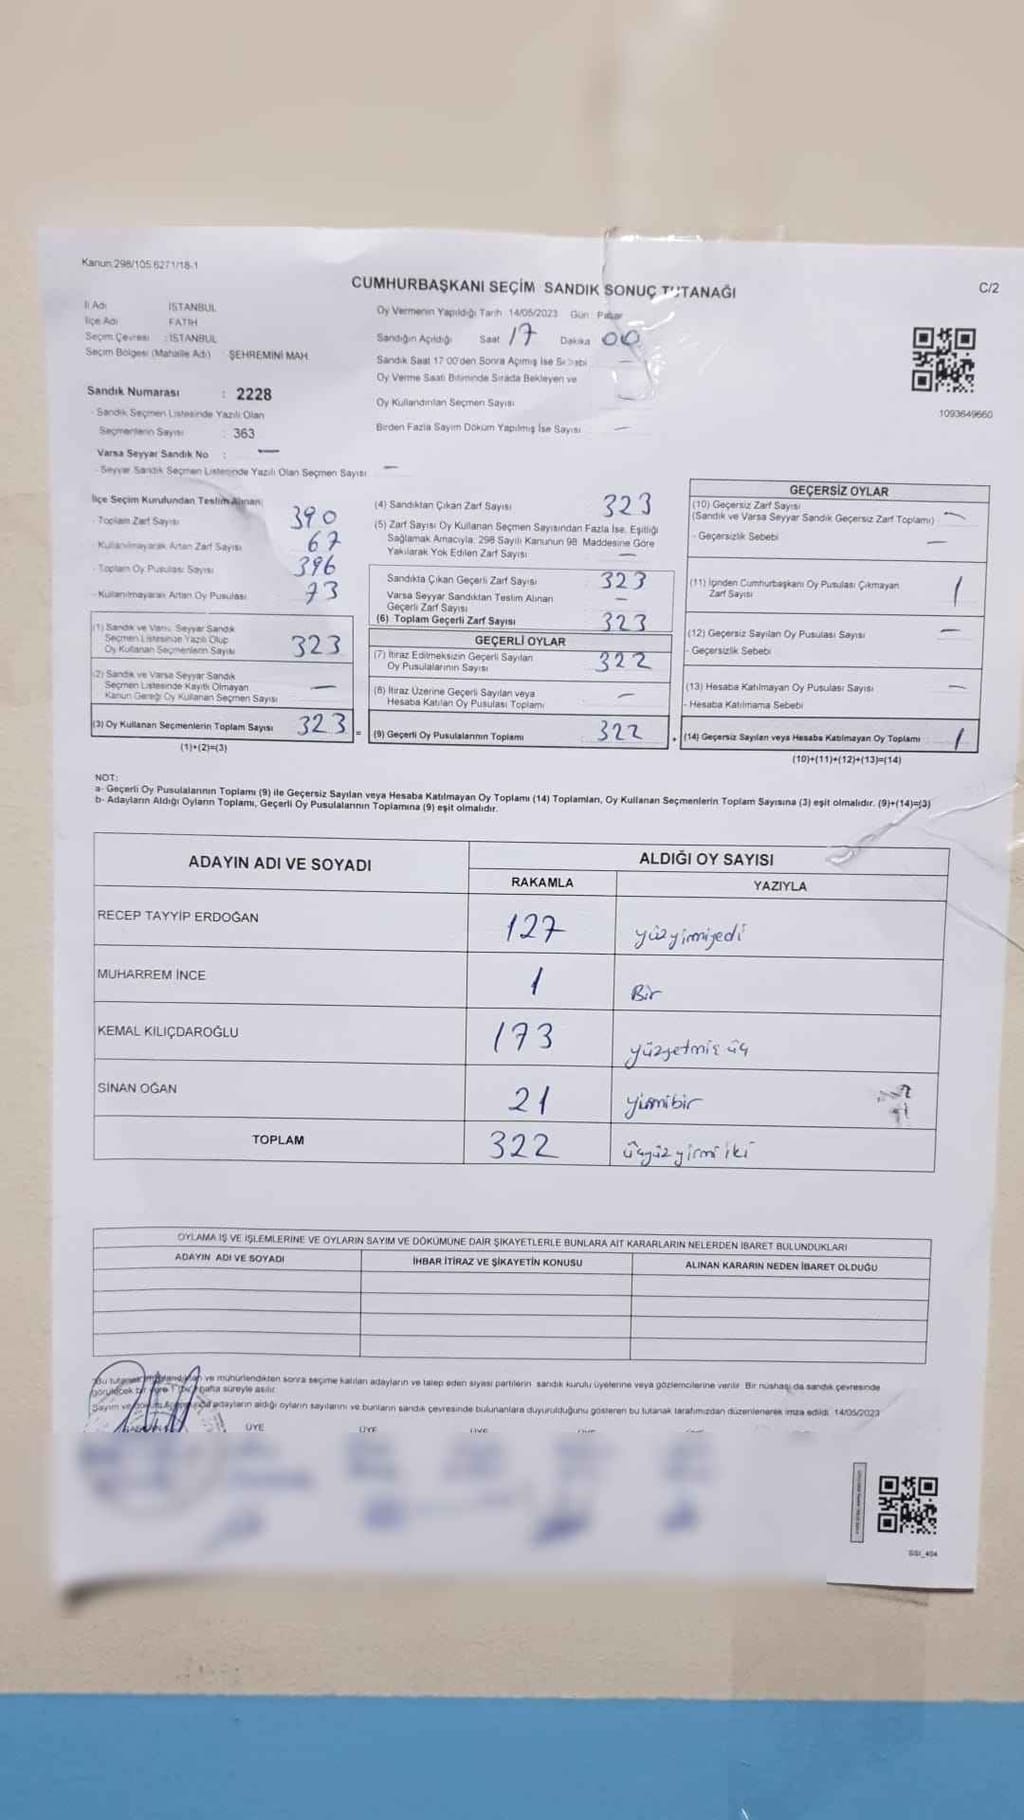 Kanun:298/105 6271/18-1
CUMHURBAŞKANI SEÇİM SANDIK SONUÇ TUTANAĞI
C/2
İl Adı İSTANBUL
İlçe Adı FATİH
Seçim Çevresi : İSTANBUL
Seçim Bölgesi (Mahalle Adı) ŞEHREMİNİ MAH
Oy Vermenin Yapıldığı Tarih 14/05/2023 Gün: Pazar
Sandığın Açıldığı Saat 17 Dakika 00
Sandık Saat 17 00'den Sonra Açımış İse Sebebi
Oy Verme Saati Bitiminde Sırada Bekleyen ve
Oy Kullandırılan Seçmen Sayısı —
Birden Fazla Sayım Döküm Yapılmış İse Sayısı —
1093649660
Sandık Numarası : 2228
- Sandık Seçmen Listesinde Yazılı Olan
Seçmenlerin Sayısı : 363
Varsa Seyyar Sandık No : —
- Seyyar Sandık Seçmen Listesinde Yazılı Olan Seçmen Sayısı —
İlçe Seçim Kurulundan Teslim Alınan;
- Toplam Zarf Sayısı 390
- Kullanılmayarak Artan Zarf Sayısı 67
- Toplam Oy Pusulası Sayısı 396
- Kullanılmayarak Artan Oy Pusulası 73
(1) Sandık ve Varsa Seyyar Sandık
Seçmen Listesinde Yazılı Olup
Oy Kullanan Seçmenlerin Sayısı 323
(2) Sandık ve Varsa Seyyar Sandık
Seçmen Listesinde Kayıtlı Olmayan
Kanun Gereği Oy Kullanan Seçmen Sayısı —
(3) Oy Kullanan Seçmenlerin Toplam Sayısı 323 =
(1)+(2)=(3)
(4) Sandıktan Çıkan Zarf Sayısı 323
(5) Zarf Sayısı Oy Kullanan Seçmen Sayısından Fazla İse, Eşitliği
Sağlamak Amacıyla; 298 Sayılı Kanunun 98. Maddesine Göre
Yakılarak Yok Edilen Zarf Sayısı —
Sandıkta Çıkan Geçerli Zarf Sayısı 323
Varsa Seyyar Sandıktan Teslim Alınan
Geçerli Zarf Sayısı —
(6) Toplam Geçerli Zarf Sayısı 323
GEÇERLİ OYLAR
(7) İtiraz Edilmeksizin Geçerli Sayılan
Oy Pusulalarının Sayısı 322
(8) İtiraz Üzerine Geçerli Sayılan veya
Hesaba Katılan Oy Pusulası Toplamı —
(9) Geçerli Oy Pusulalarının Toplamı 322 +
GEÇERSİZ OYLAR
(10) Geçersiz Zarf Sayısı
(Sandık ve Varsa Seyyar Sandık Geçersiz Zarf Toplamı) —
- Geçersizlik Sebebi —
(11) İçinden Cumhurbaşkanı Oy Pusulası Çıkmayan
Zarf Sayısı 1
(12) Geçersiz Sayılan Oy Pusulası Sayısı —
- Geçersizlik Sebebi
(13) Hesaba Katılmayan Oy Pusulası Sayısı —
- Hesaba Katılmama Sebebi
(14) Geçersiz Sayılan veya Hesaba Katılmayan Oy Toplamı 1
(10)+(11)+(12)+(13)=(14)
NOT:
a- Geçerli Oy Pusulalarının Toplamı (9) ile Geçersiz Sayılan veya Hesaba Katılmayan Oy Toplamı (14) Toplamları, Oy Kullanan Seçmenlerin Toplam Sayısına (3) eşit olmalıdır. (9)+(14)=(3)
b- Adayların Aldığı Oyların Toplamı, Geçerli Oy Pusulalarının Toplamına (9) eşit olmalıdır.
ADAYIN ADI VE SOYADI ALDIĞI OY SAYISI
RAKAMLA YAZIYLA
RECEP TAYYİP ERDOĞAN 127 yüzyirmiyedi
MUHARREM İNCE 1 Bir
KEMAL KILIÇDAROĞLU 173 yüzyetmiş üç
SİNAN OĞAN 21 yirmibir
TOPLAM 322 üçyüzyirmi iki
OYLAMA İŞ VE İŞLEMLERİNE VE OYLARIN SAYIM VE DÖKÜMÜNE DAİR ŞİKAYETLERLE BUNLARA AİT KARARLARIN NELERDEN İBARET BULUNDUKLARI
ADAYIN ADI VE SOYADI İHBAR İTİRAZ VE ŞİKAYETİN KONUSU ALINAN KARARIN NEDEN İBARET OLDUĞU
Bu ve mühürlendikten sonra seçime katılan adayların ve talep eden siyasi partilerin sandık kurulu üyelerine veya gözlemcilerine verilir. Bir nüshası da sandık çevresinde
hafta süreyle asılır.
Sayım ve adayların aldığı oyların sayılarını ve bunların sandık çevresinde bulunanlara duyurulduğunu gösteren bu tutanak tarafımızdan düzenlenerek imza edildi. 14/05/2023
ÜYE ÜYE